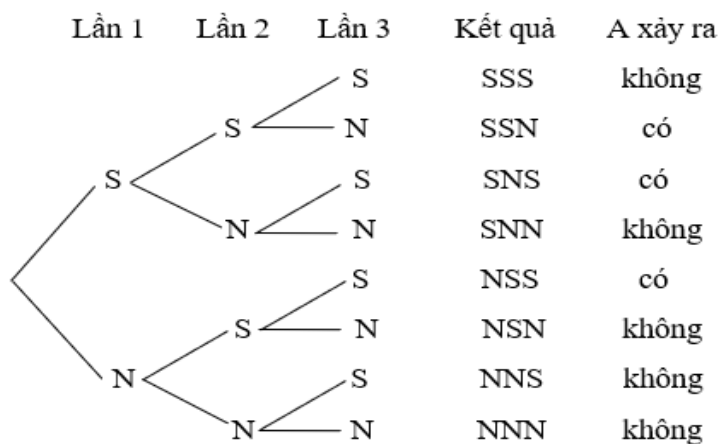 Lần 1 Lần 2 Lần 3 Kết quả A xảy ra
S SSS không
S N SSN có
S S SNS có
N N SNN không
S NSS có
S N NSN không
N S NNS không
N N NNN không